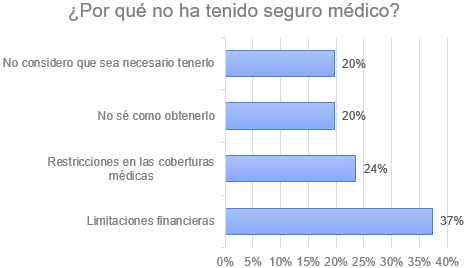 ¿Por qué no ha tenido seguro médico?
No considero que sea necesario tenerlo
20%
No sé como obtenerlo
20%
Restricciones en las coberturas
médicas
24%
Limitaciones financieras
37%
0% 5% 10% 15% 20% 25% 30% 35% 40%